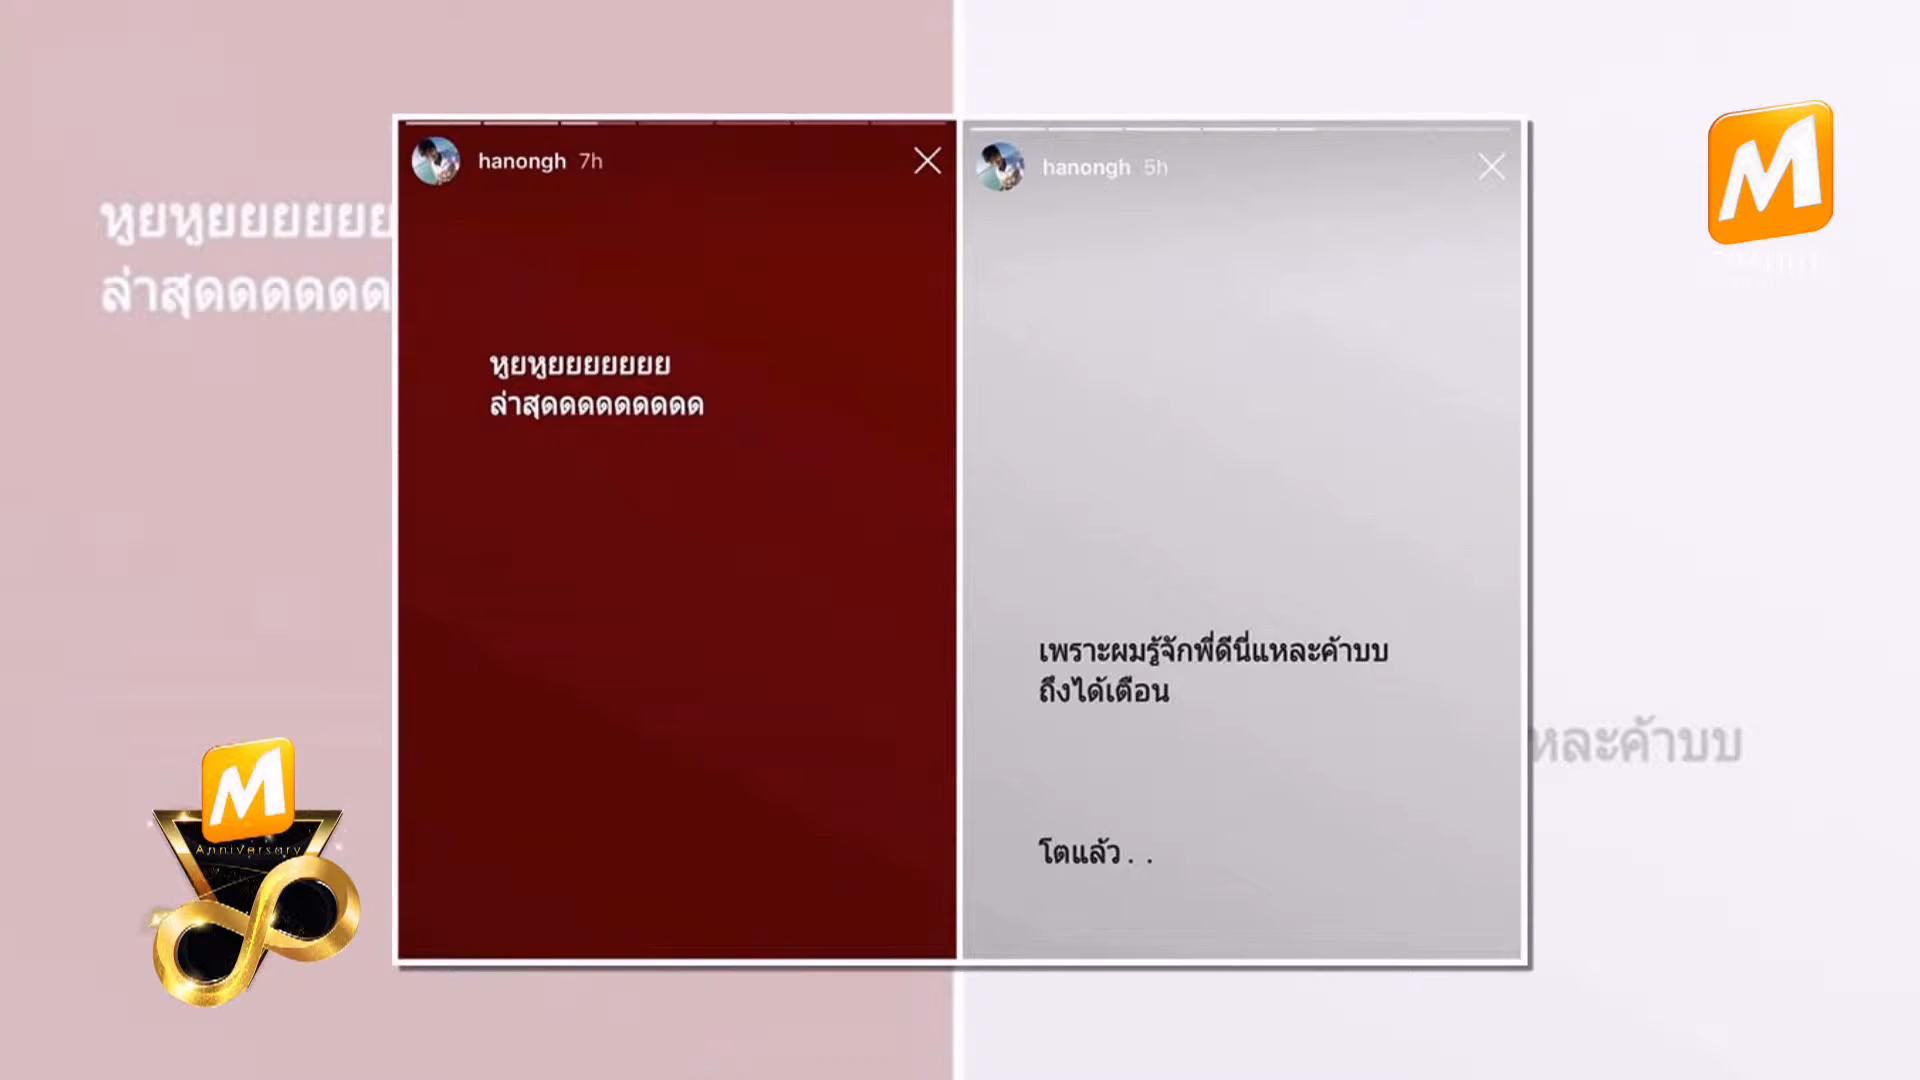 hanongh 7h
หูยหูยยยยยยย
ล่าสุดดดดดดดดด
hanongh 5h
เพราะผมรู้จักพี่ดีนี่แหละค้าบบ
ถึงได้เตือน
โตแล้ว . .
หูยหูยยยยยย
ล่าสุดดดดดด
หละค้าบบ
M
M
Anniversary